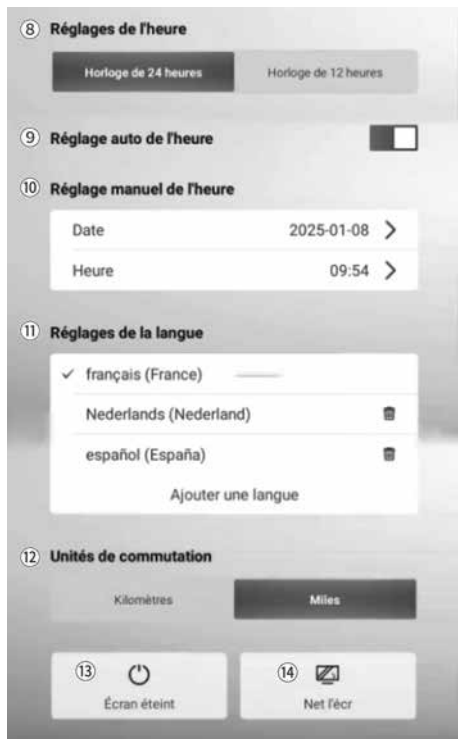 ⑧ Réglages de l'heure
Horloge de 24 heures Horloge de 12 heures
⑨ Réglage auto de l'heure
⑩ Réglage manuel de l'heure
Date 2025-01-08 >
Heure 09:54 >
⑪ Réglages de la langue
✓ français (France)
Nederlands (Nederland)
español (España)
Ajouter une langue
⑫ Unités de commutation
Kilomètres Miles
⑬ ⑭
Écran éteint Net l'écr